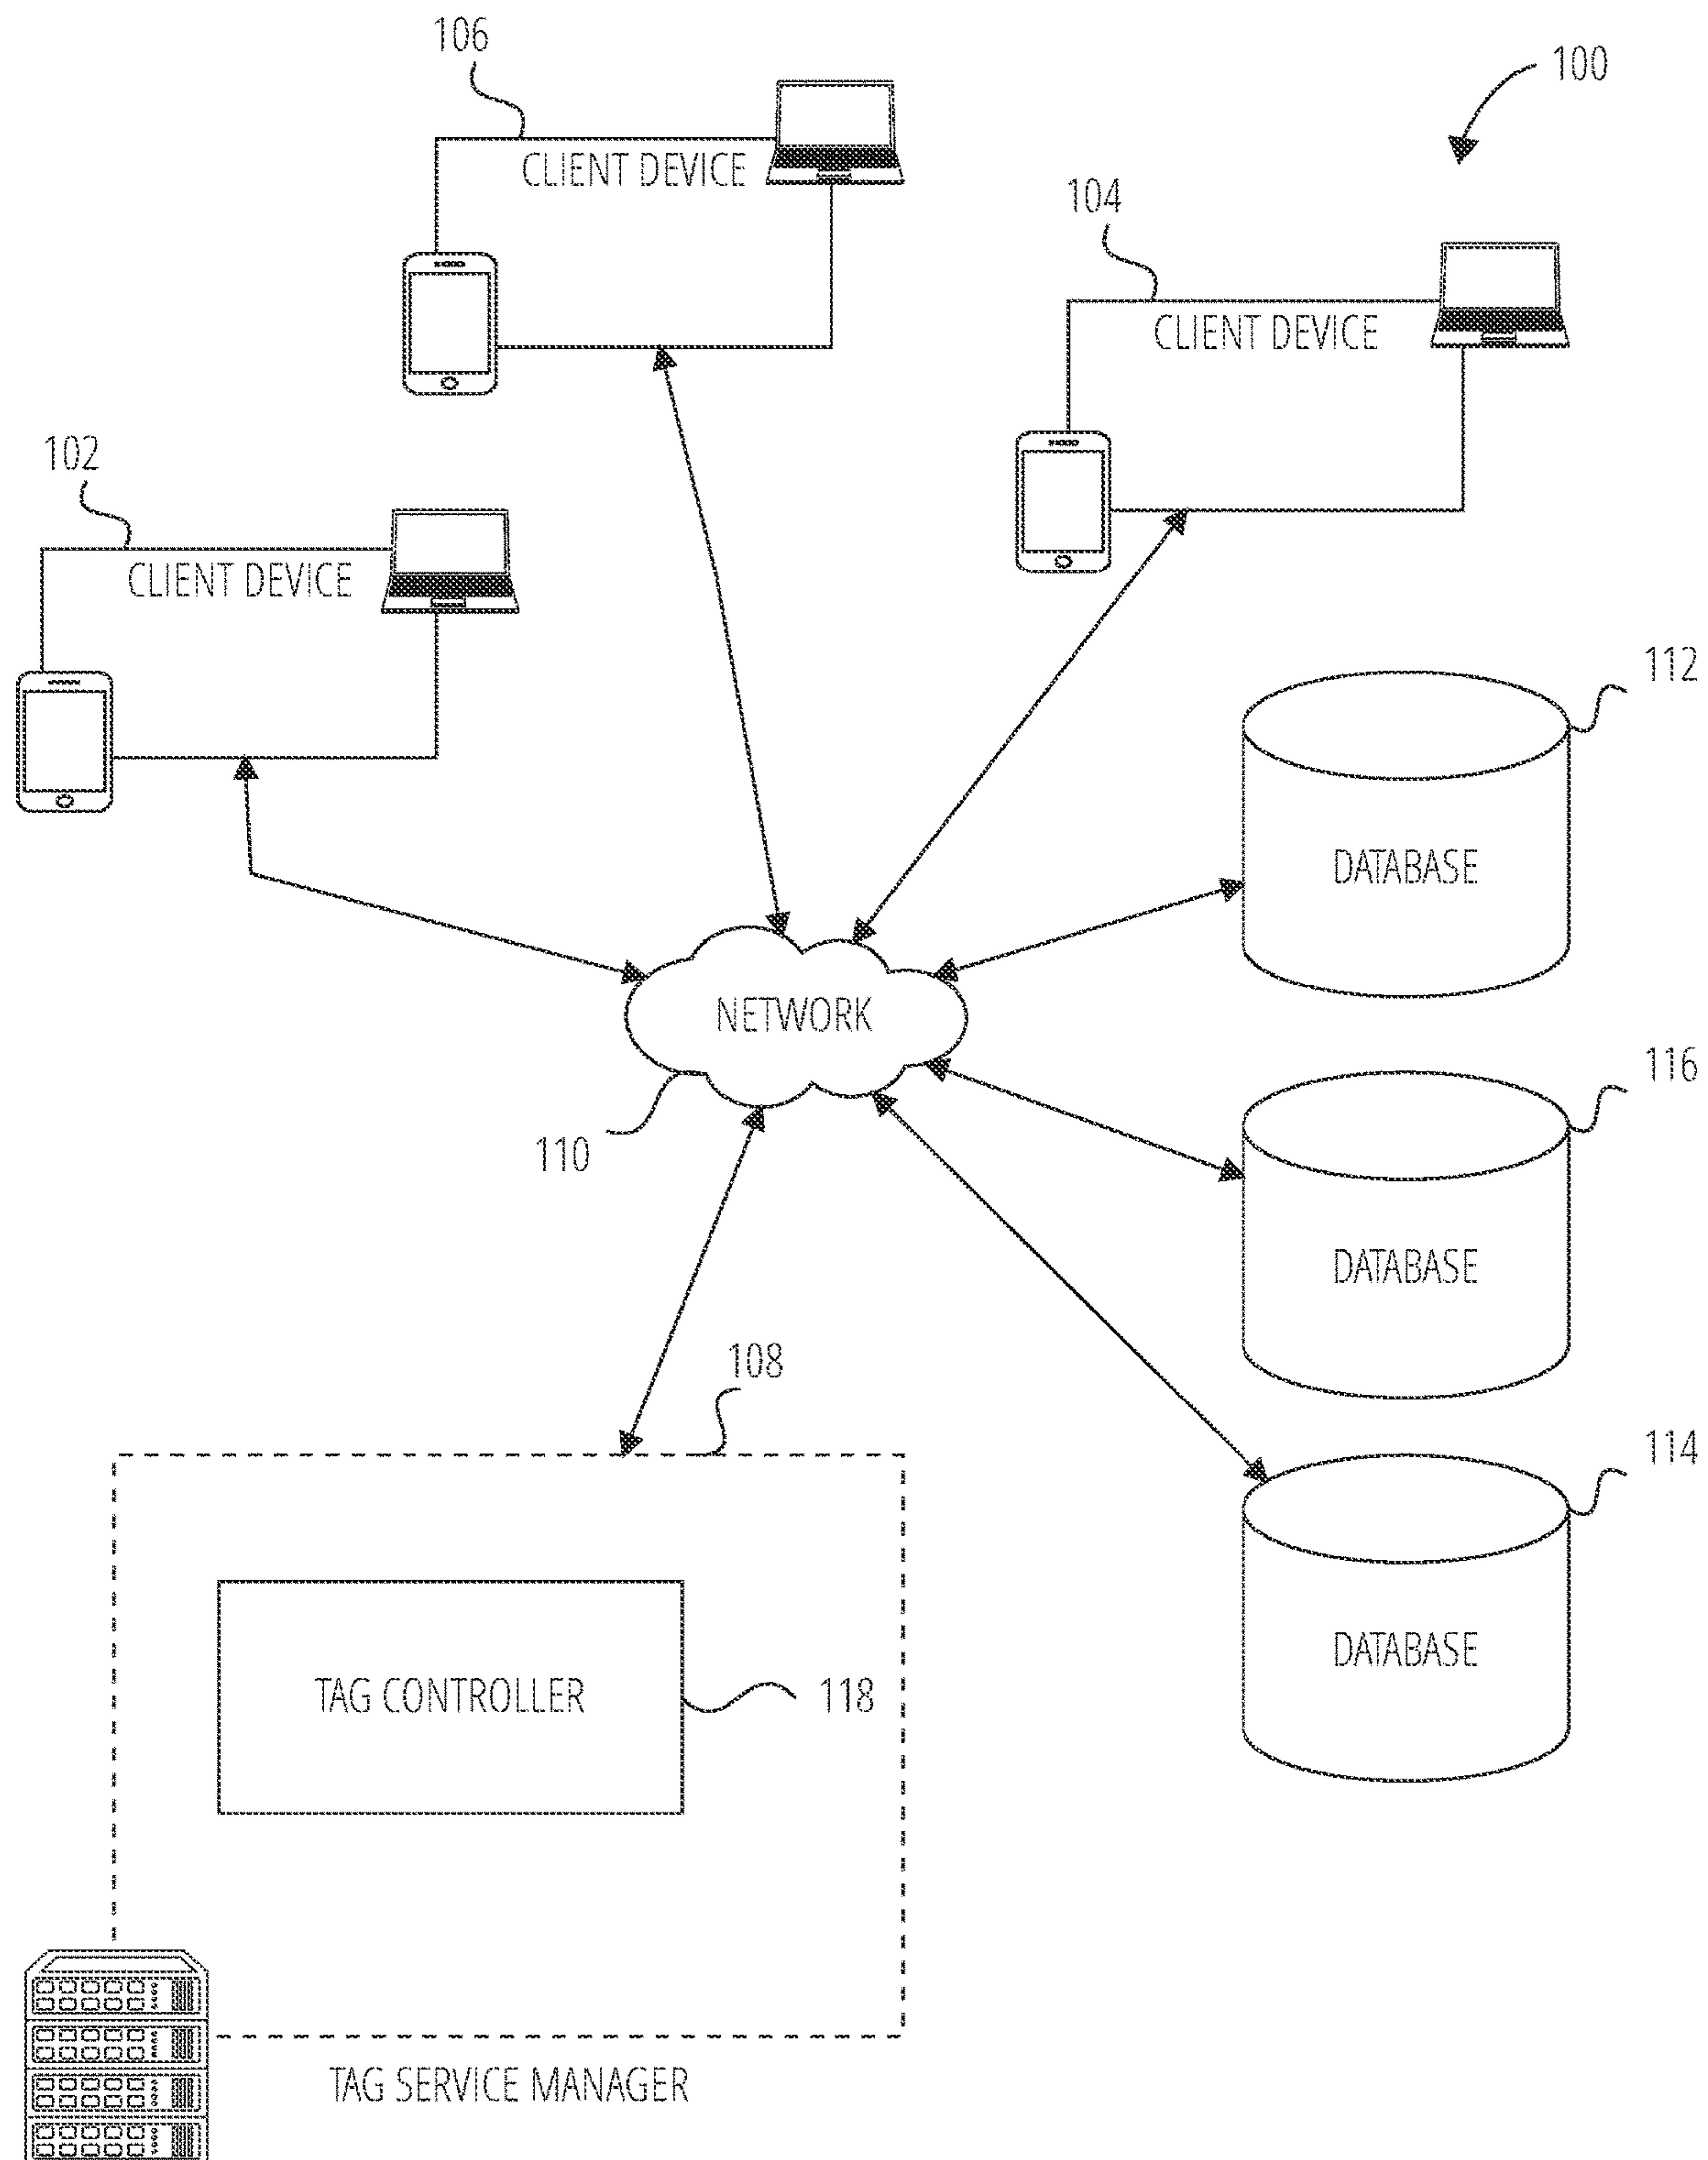 106
100
CLIENT DEVICE
104
CLIENT DEVICE
102
CLIENT DEVICE
112
DATABASE
NETWORK
116
110
DATABASE
108
114
DATABASE
TAG CONTROLLER
118
TAG SERVICE MANAGER